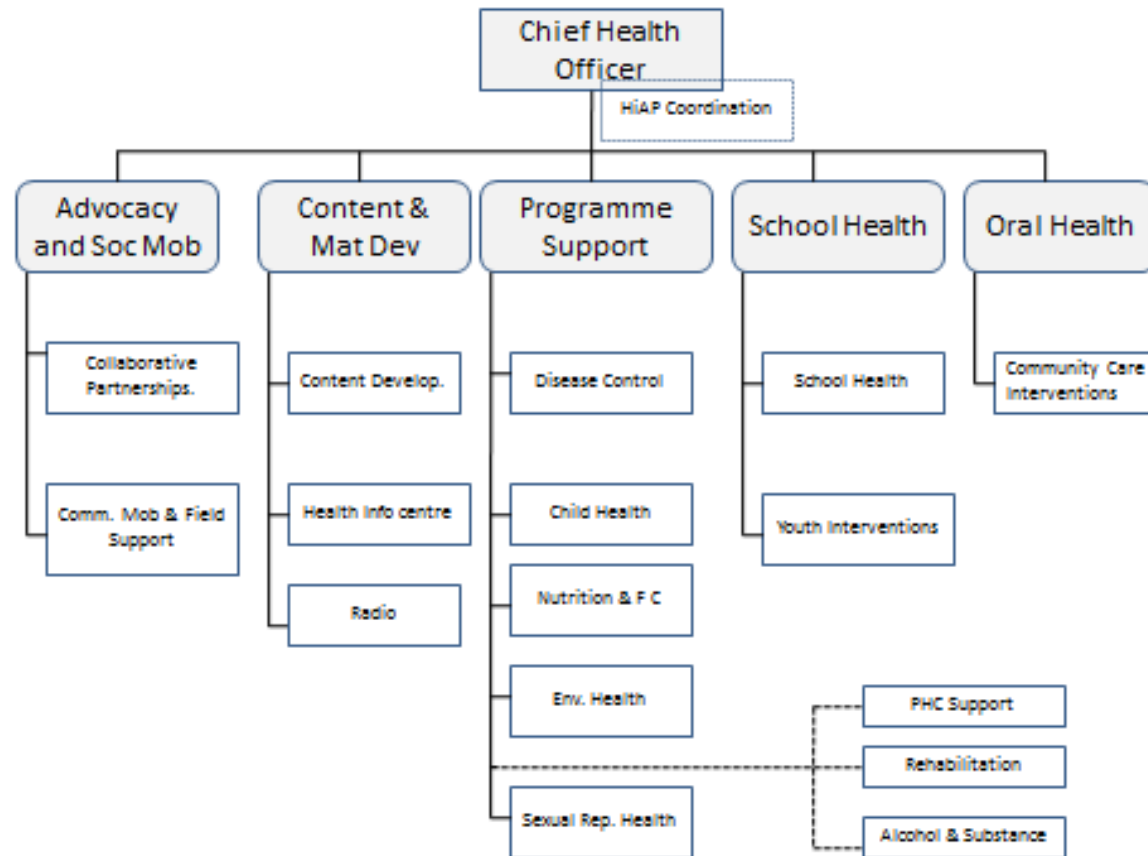 Chief Health
Officer
HiAP Coordination
Advocacy
and Soc Mob
Content &
Mat Dev
Programme
Support
School Health
Oral Health
Collaborative
Partnerships.
Content Develop.
Disease Control
School Health
Community Care
Interventions
Comm. Mob & Field
Support
Health Info centre
Child Health
Youth Interventions
Radio
Nutrition & F C
Env. Health
PHC Support
Rehabilitation
Sexual Rep. Health
Alcohol & Substance